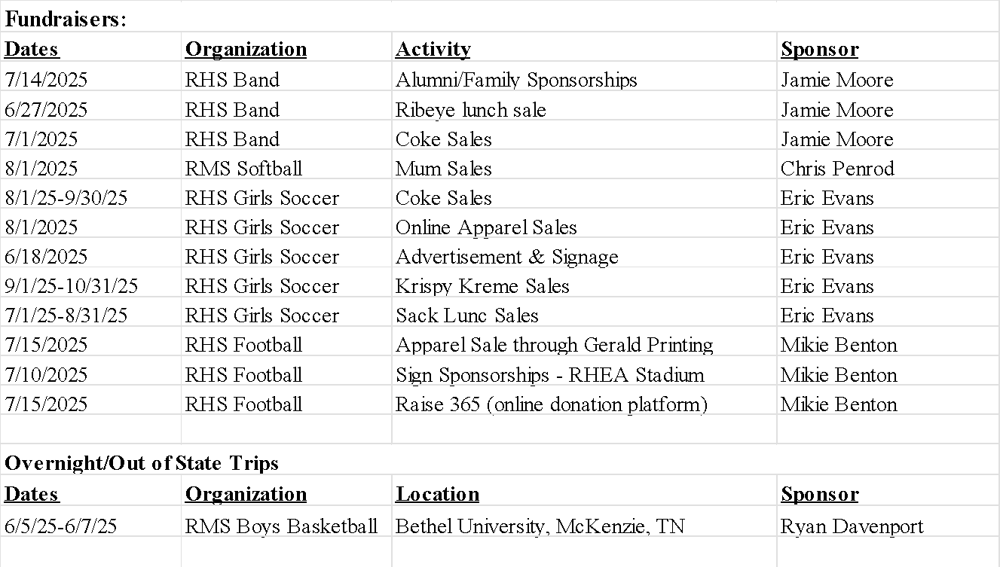 Fundraisers:
Dates Organization Activity Sponsor
7/14/2025 RHS Band Alumni/Family Sponsorships Jamie Moore
6/27/2025 RHS Band Ribeye lunch sale Jamie Moore
7/1/2025 RHS Band Coke Sales Jamie Moore
8/1/2025 RMS Softball Mum Sales Chris Penrod
8/1/25-9/30/25 RHS Girls Soccer Coke Sales Eric Evans
8/1/2025 RHS Girls Soccer Online Apparel Sales Eric Evans
6/18/2025 RHS Girls Soccer Advertisement & Signage Eric Evans
9/1/25-10/31/25 RHS Girls Soccer Krispy Kreme Sales Eric Evans
7/1/25-8/31/25 RHS Girls Soccer Sack Lunc Sales Eric Evans
7/15/2025 RHS Football Apparel Sale through Gerald Printing Mikie Benton
7/10/2025 RHS Football Sign Sponsorships - RHEA Stadium Mikie Benton
7/15/2025 RHS Football Raise 365 (online donation platform) Mikie Benton
Overnight/Out of State Trips
Dates Organization Location Sponsor
6/5/25-6/7/25 RMS Boys Basketball Bethel University, McKenzie, TN Ryan Davenport